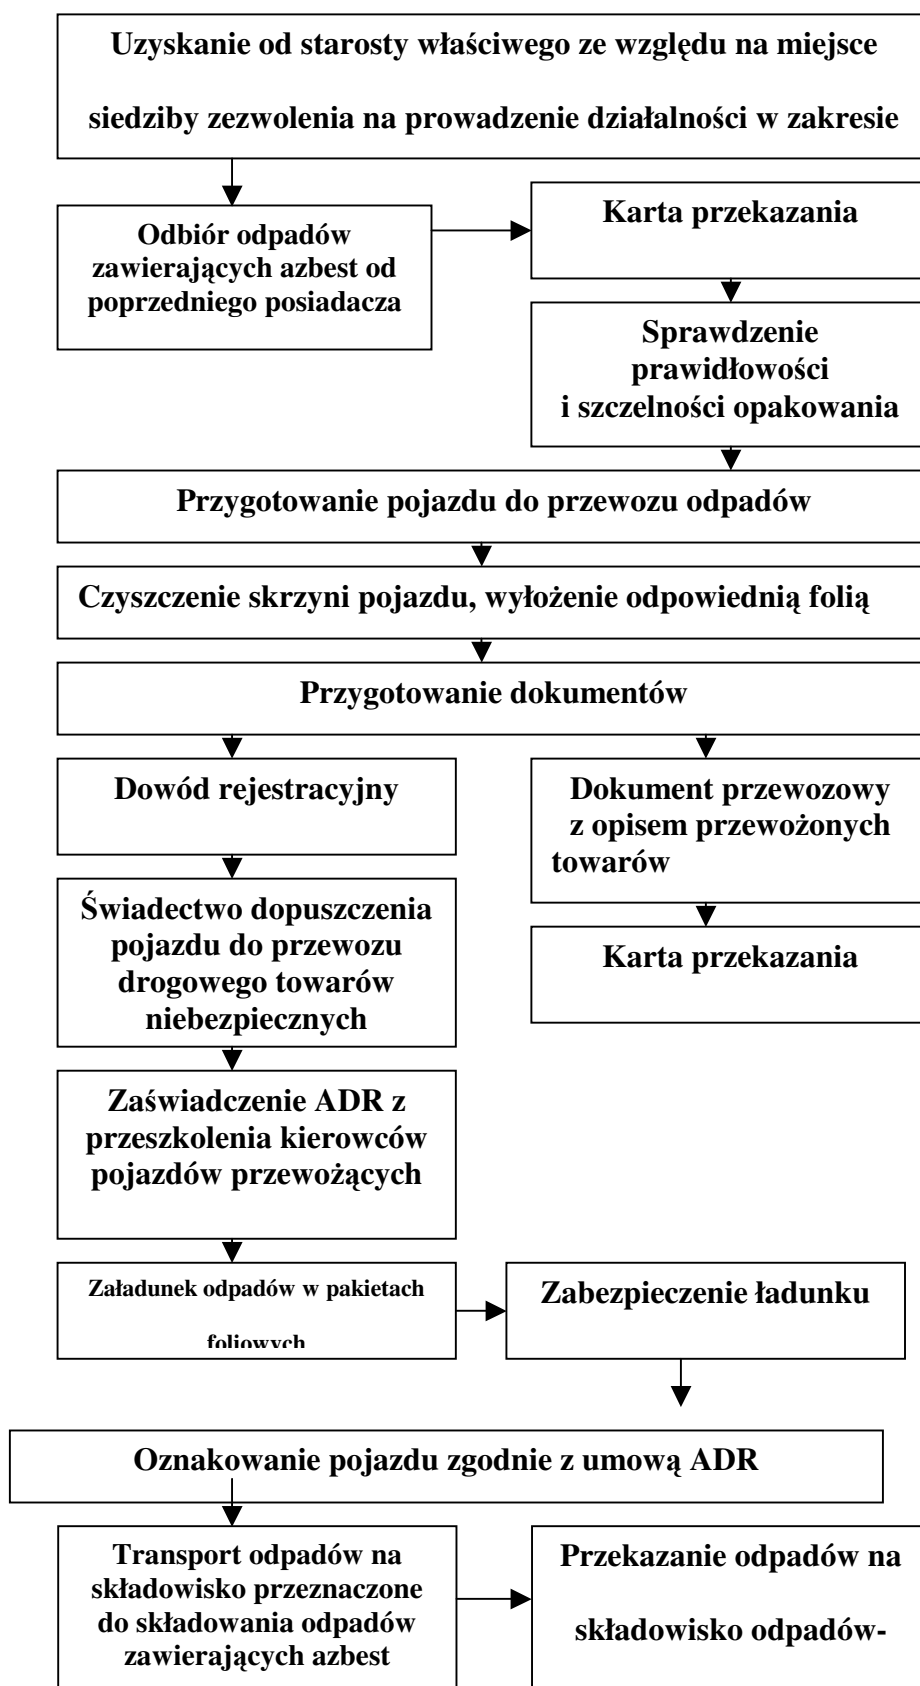 Uzyskanie od starosty właściwego ze względu na miejsce
siedziby zezwolenia na prowadzenie działalności w zakresie
Odbiór odpadów
zawierających azbest od
poprzedniego posiadacza
Karta przekazania
Sprawdzenie
prawidłowości
i szczelności opakowania
Przygotowanie pojazdu do przewozu odpadów
Czyszczenie skrzyni pojazdu, wyłożenie odpowiednią folią
Przygotowanie dokumentów
Dowód rejestracyjny
Świadectwo dopuszczenia
pojazdu do przewozu
drogowego towarów
niebezpiecznych
Zaświadczenie ADR z
przeszkolenia kierowców
pojazdów przewożących
Dokument przewozowy
z opisem przewożonych
towarów
Karta przekazania
Załadunek odpadów w pakietach
foliowych
Zabezpieczenie ładunku
Oznakowanie pojazdu zgodnie z umową ADR
Transport odpadów na
składowisko przeznaczone
do składowania odpadów
zawierających azbest
Przekazanie odpadów na
składowisko odpadów-